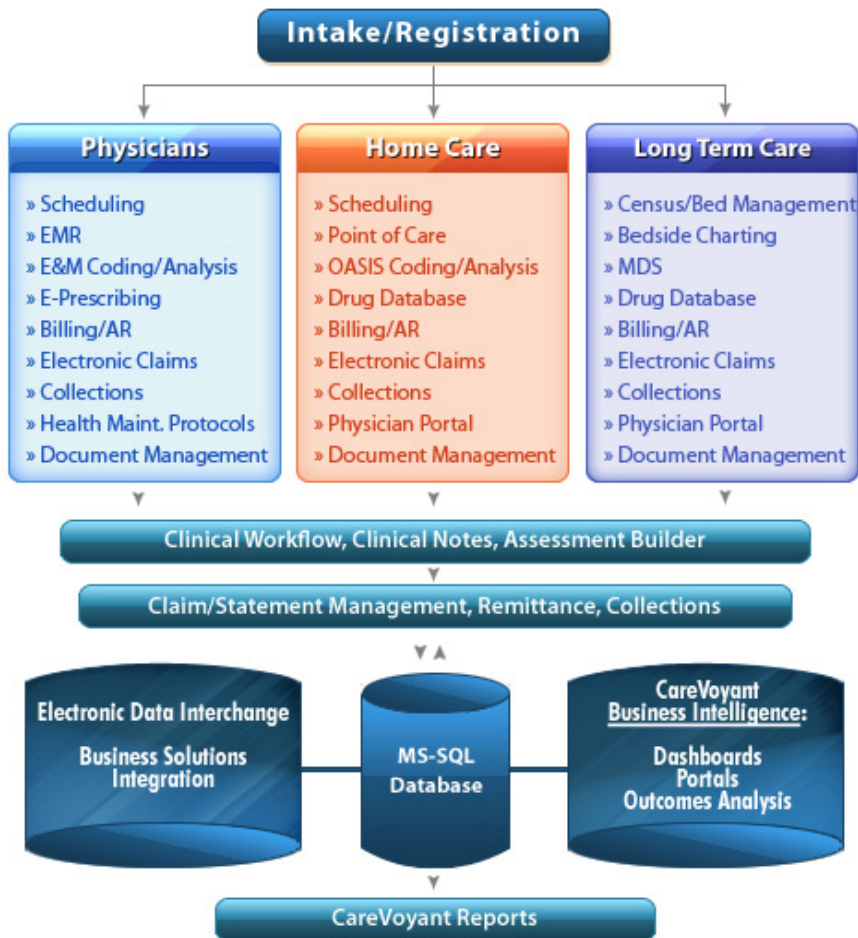 Intake/Registration
Physicians
» Scheduling
» EMR
» E&M Coding/Analysis
» E-Prescribing
» Billing/AR
» Electronic Claims
» Collections
» Health Maint. Protocols
» Document Management
Home Care
» Scheduling
» Point of Care
» OASIS Coding/Analysis
» Drug Database
» Billing/AR
» Electronic Claims
» Collections
» Physician Portal
» Document Management
Long Term Care
» Census/Bed Management
» Bedside Charting
» MDS
» Drug Database
» Billing/AR
» Electronic Claims
» Collections
» Physician Portal
» Document Management
Clinical Workflow, Clinical Notes, Assessment Builder
Claim/Statement Management, Remittance, Collections
Electronic Data Interchange
Business Solutions
Integration
MS-SQL
Database
CareVoyant
Business Intelligence:
Dashboards
Portals
Outcomes Analysis
CareVoyant Reports